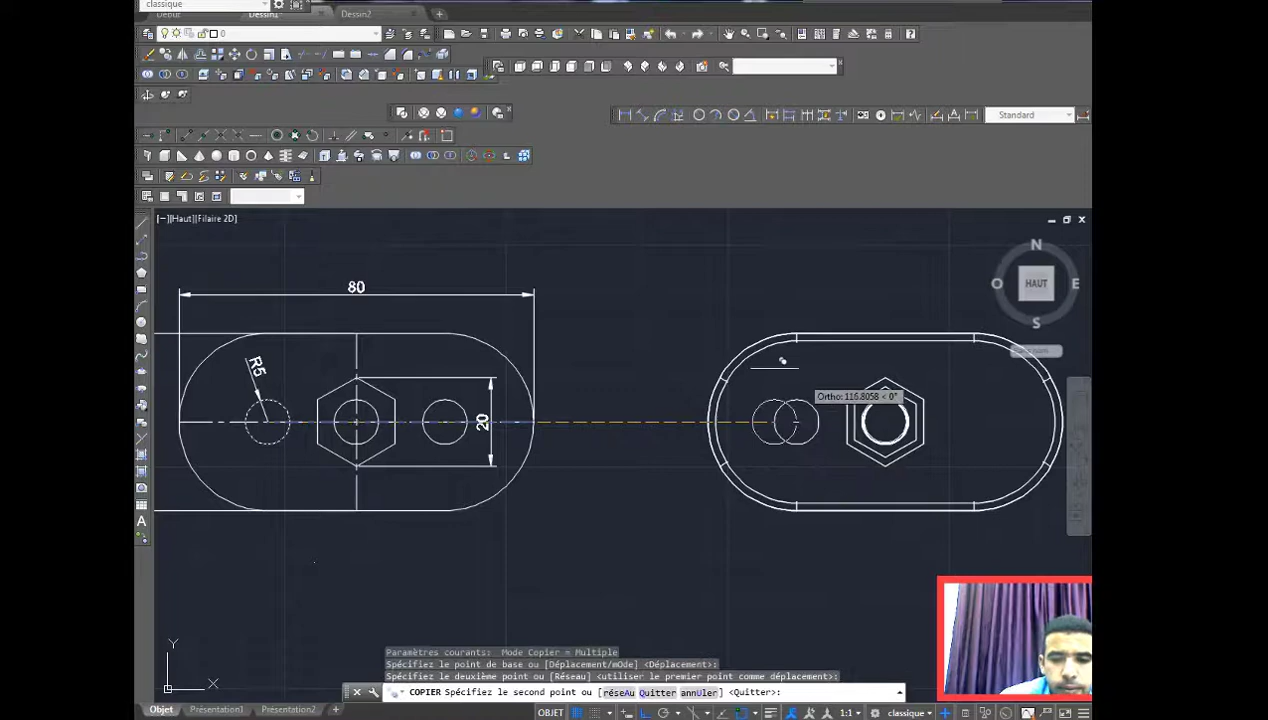 classique
Début
Dessin1
Dessin2
0
Standard
[−][Haut][Filaire 2D]
N
O
HAUT
E
S
80
R5
20
Ortho: 116.8058 < 0°
Y
X
Paramètres courants: Mode Copier = Multiple
Spécifiez le point de base ou [Déplacement/mOde] <Déplacement>:
Spécifiez le deuxième point ou [Réseau] <utiliser le premier point comme déplacement>:
COPIER Spécifiez le second point ou [réseAu Quitter annUler] <Quitter>:
Objet
Présentation1
Présentation2
+
OBJET
1:1
classique